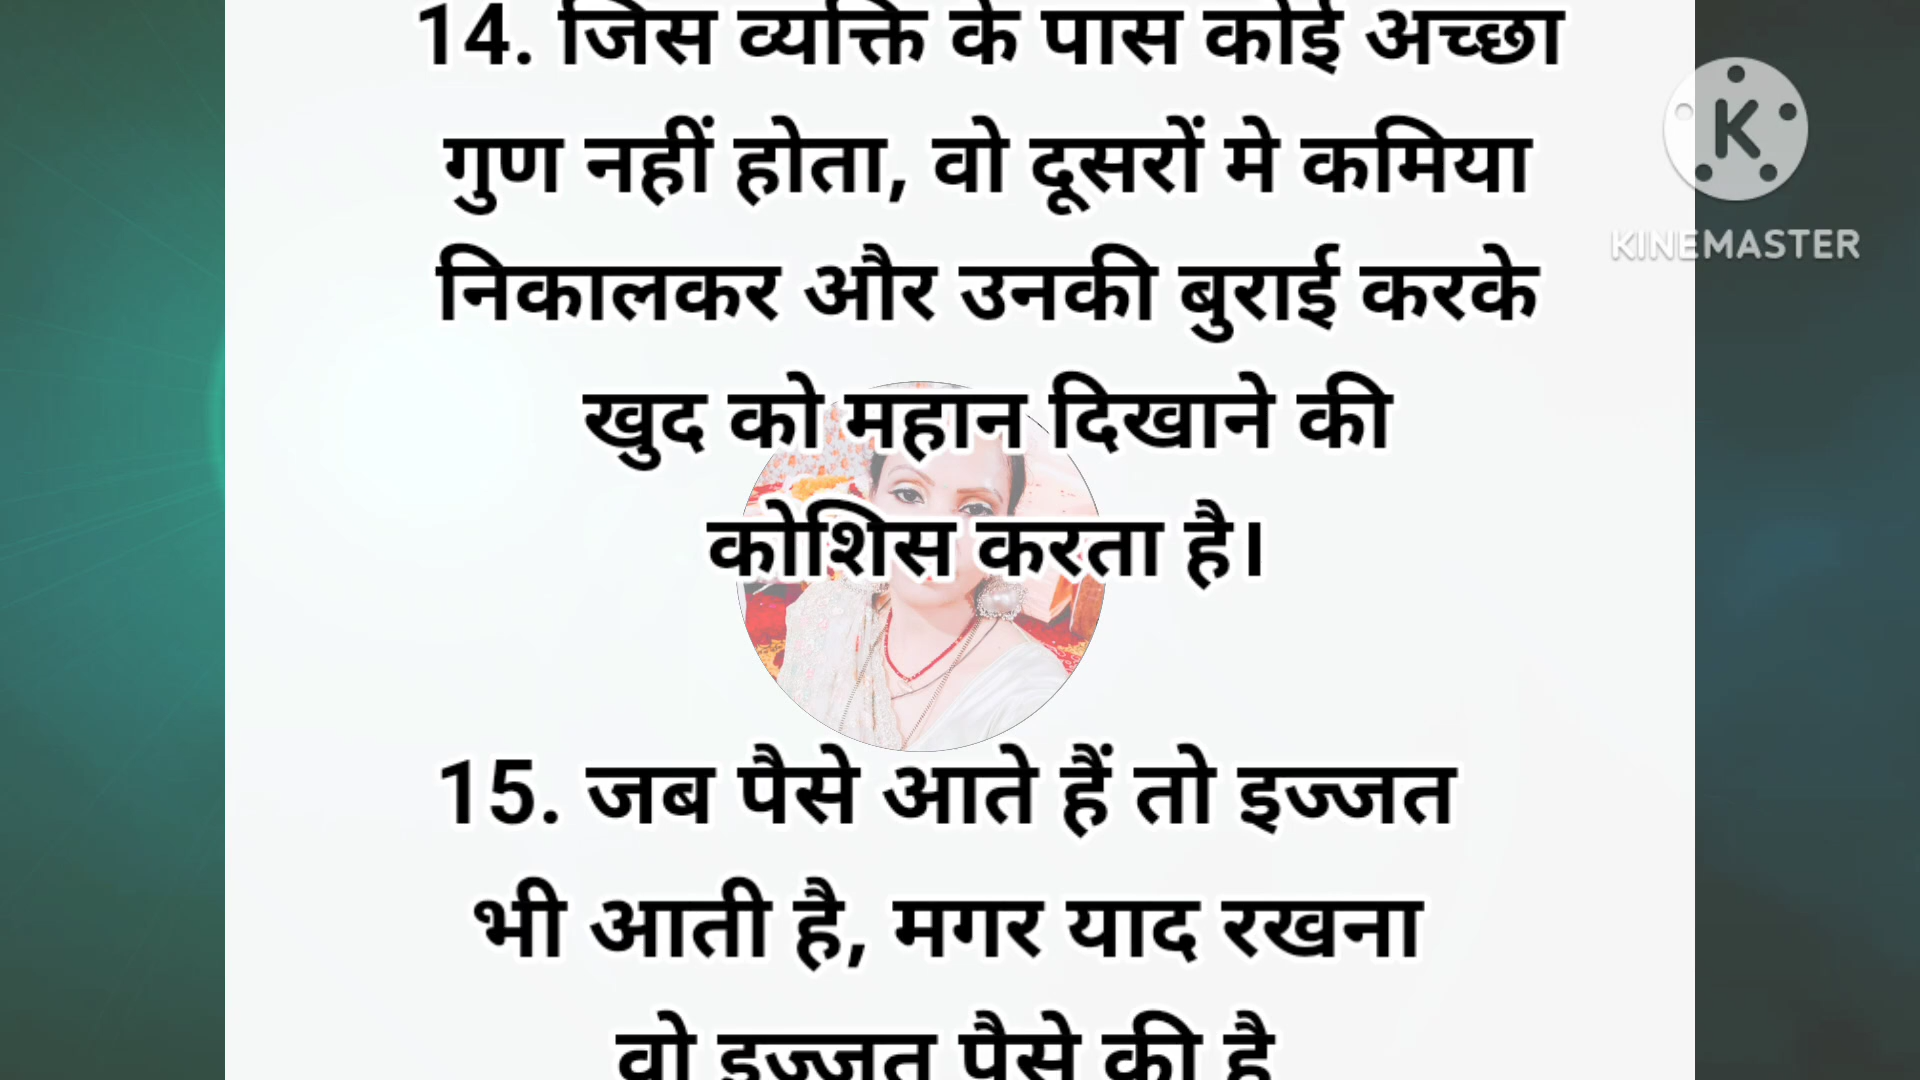 14. जिस व्यक्ति के पास कोई अच्छा
गुण नहीं होता, वो दूसरों मे कमिया
निकालकर और उनकी बुराई करके
खुद को महान दिखाने की
कोशिस करता है।
15. जब पैसे आते हैं तो इज्जत
भी आती है, मगर याद रखना
वो इज्जत पैसे की है
K
KINEMASTER